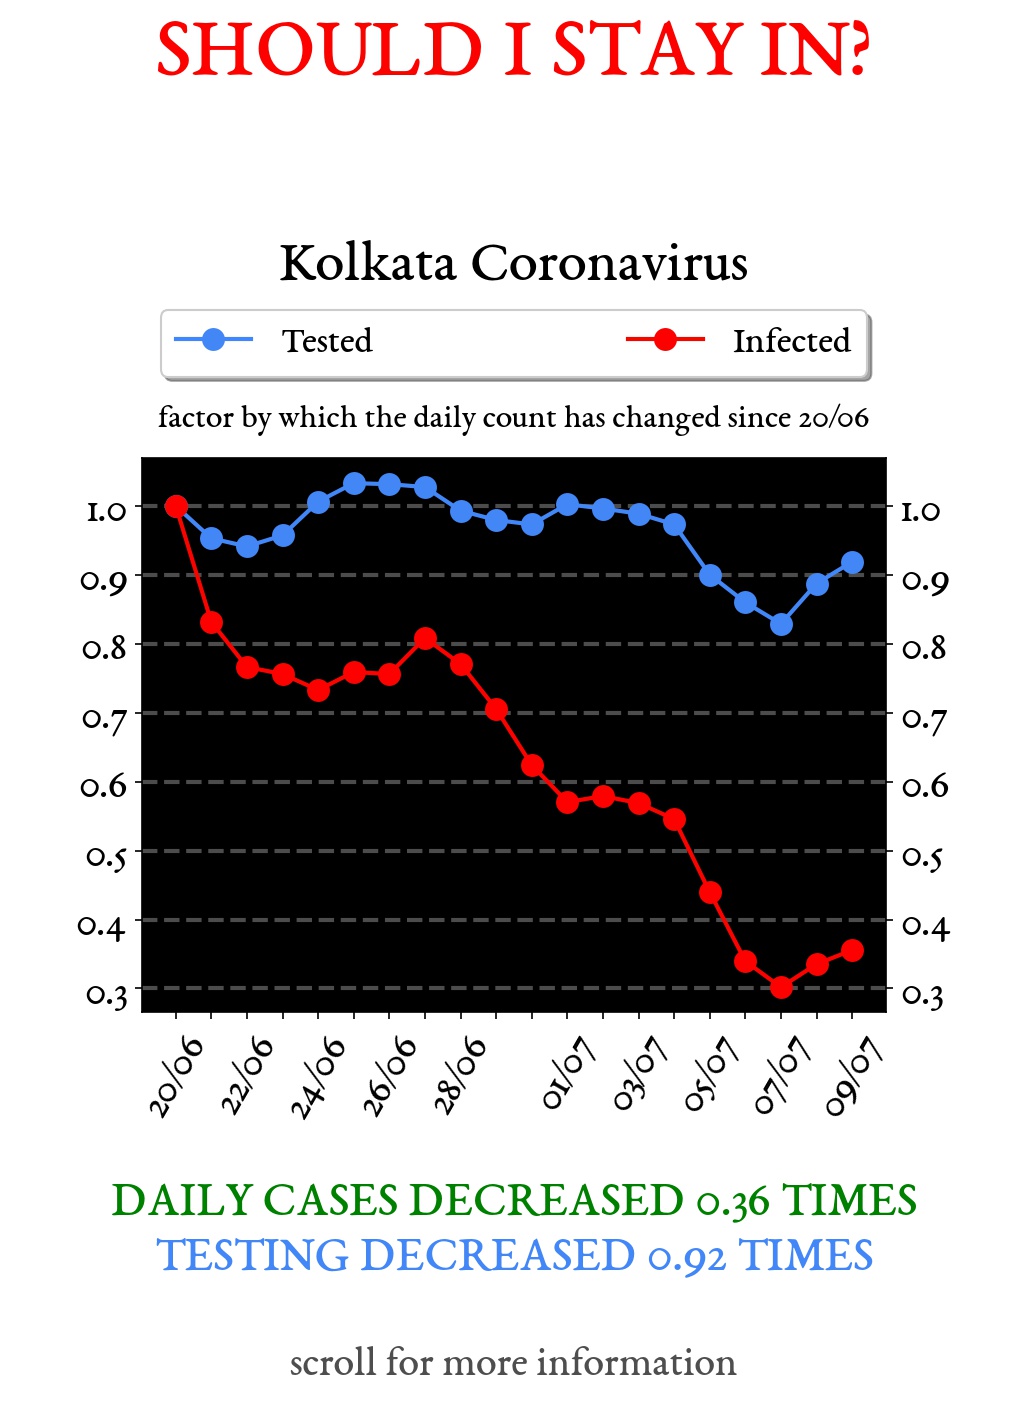 SHOULD I STAY IN?
Kolkata Coronavirus
Tested Infected
factor by which the daily count has changed since 20/06
1.0 1.0
0.9 0.9
0.8 0.8
0.7 0.7
0.6 0.6
0.5 0.5
0.4 0.4
0.3 0.3
20/06 22/06 24/06 26/06 28/06 01/07 03/07 05/07 07/07 09/07
DAILY CASES DECREASED 0.36 TIMES
TESTING DECREASED 0.92 TIMES
scroll for more information